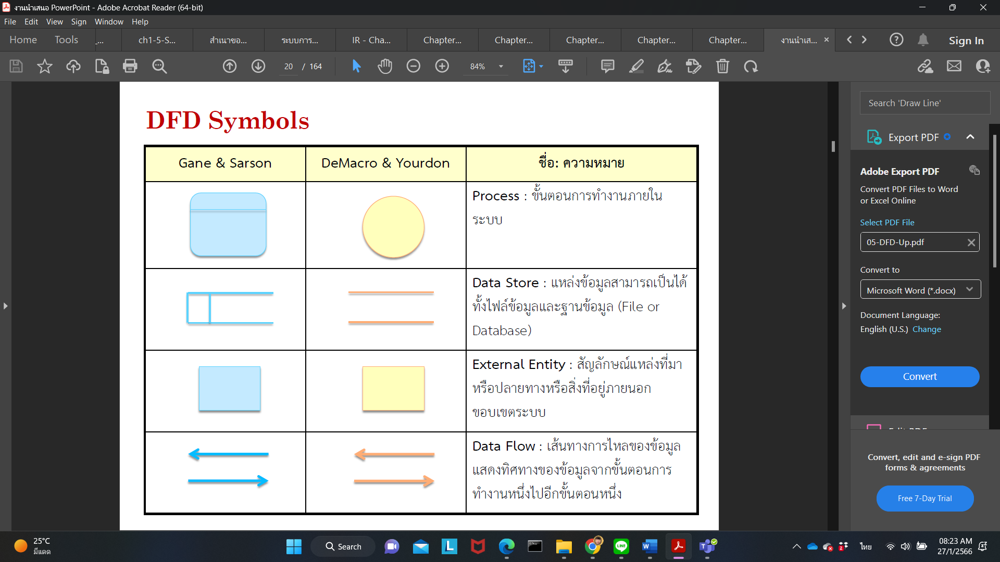 งานนำเสนอ PowerPoint - Adobe Acrobat Reader (64-bit)
File Edit View Sign Window Help
Home Tools ... ch1-5-S... สำเนาขอ... ระบบการ... IR - Cha... Chapter... Chapter... Chapter... Chapter... Chapter... งานนำเส... Sign In
20 / 164 84%
DFD Symbols
Gane & Sarson DeMacro & Yourdon ชื่อ: ความหมาย
Process : ขั้นตอนการทำงานภายใน
ระบบ
Data Store : แหล่งข้อมูลสามารถเป็นได้
ทั้งไฟล์ข้อมูลและฐานข้อมูล (File or
Database)
External Entity : สัญลักษณ์แหล่งที่มา
หรือปลายทางหรือสิ่งที่อยู่ภายนอก
ขอบเขตระบบ
Data Flow : เส้นทางการไหลของข้อมูล
แสดงทิศทางของข้อมูลจากขั้นตอนการ
ทำงานหนึ่งไปอีกขั้นตอนหนึ่ง
Search 'Draw Line'
Export PDF
Adobe Export PDF
Convert PDF Files to Word
or Excel Online
Select PDF File
05-DFD-Up.pdf
Convert to
Microsoft Word (*.docx)
Document Language:
English (U.S.) Change
Convert
Convert, edit and e-sign PDF
forms & agreements
Free 7-Day Trial
25°C
มีแดด
Search
ไทย
08:23 AM
27/1/2566